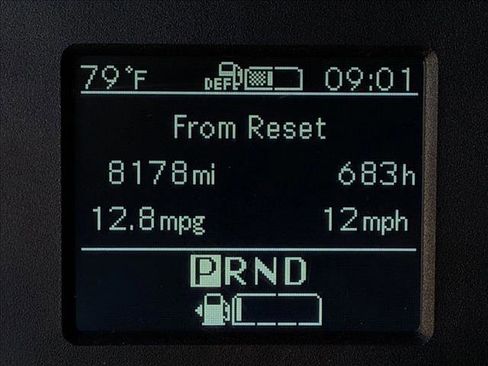 79°F DEF 09:01
From Reset
8178mi 683h
12.8mpg 12mph
PRND